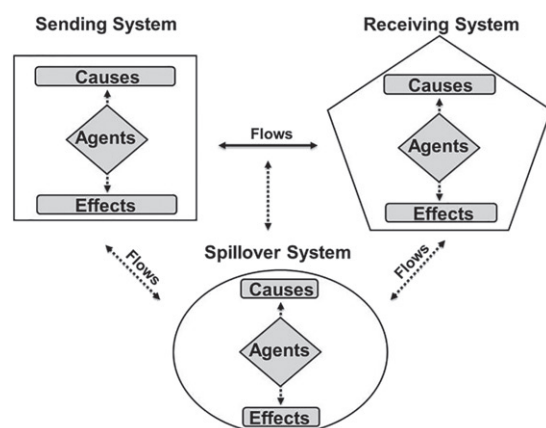 Sending System
Receiving System
Causes
Agents
Effects
Flows
Causes
Agents
Effects
Flows
Spillover System
Flows
Causes
Agents
Effects